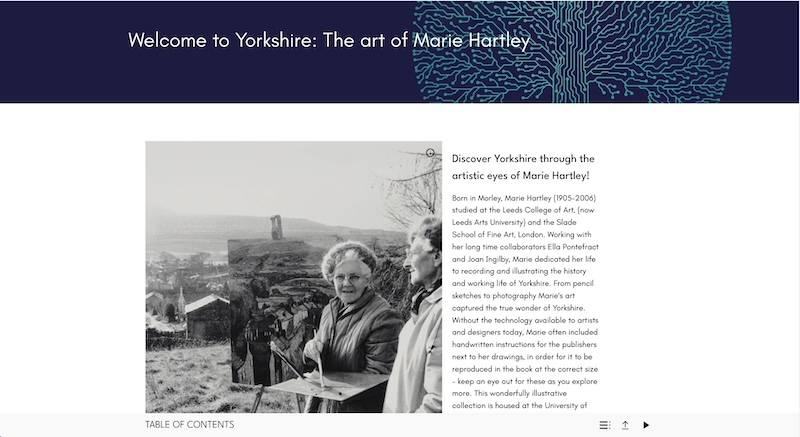 Welcome to Yorkshire: The art of Marie Hartley
Discover Yorkshire through the
artistic eyes of Marie Hartley!
Born in Morley, Marie Hartley (1905-2006)
studied at the Leeds College of Art, (now
Leeds Arts University) and the Slade
School of Fine Art, London. Working with
her long time collaborators Ella Pontefract
and Joan Ingilby, Marie dedicated her life
to recording and illustrating the history
and working life of Yorkshire. From pencil
sketches to photography Marie's art
captured the true wonder of Yorkshire.
Without the technology available to artists
and designers today, Marie often included
handwritten instructions for the publishers
next to her drawings, in order for it to be
reproduced in the book at the correct size
- keep an eye out for these as you explore
more. This wonderfully illustrative
collection is housed at the University of
TABLE OF CONTENTS